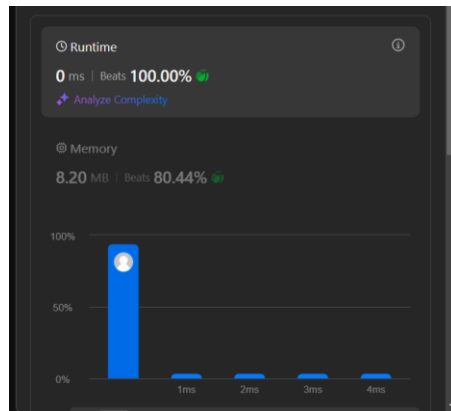 Runtime
0 ms | Beats 100.00%
Analyze Complexity
Memory
8.20 MB | Beats 80.44%
100%
50%
0%
1ms 2ms 3ms 4ms